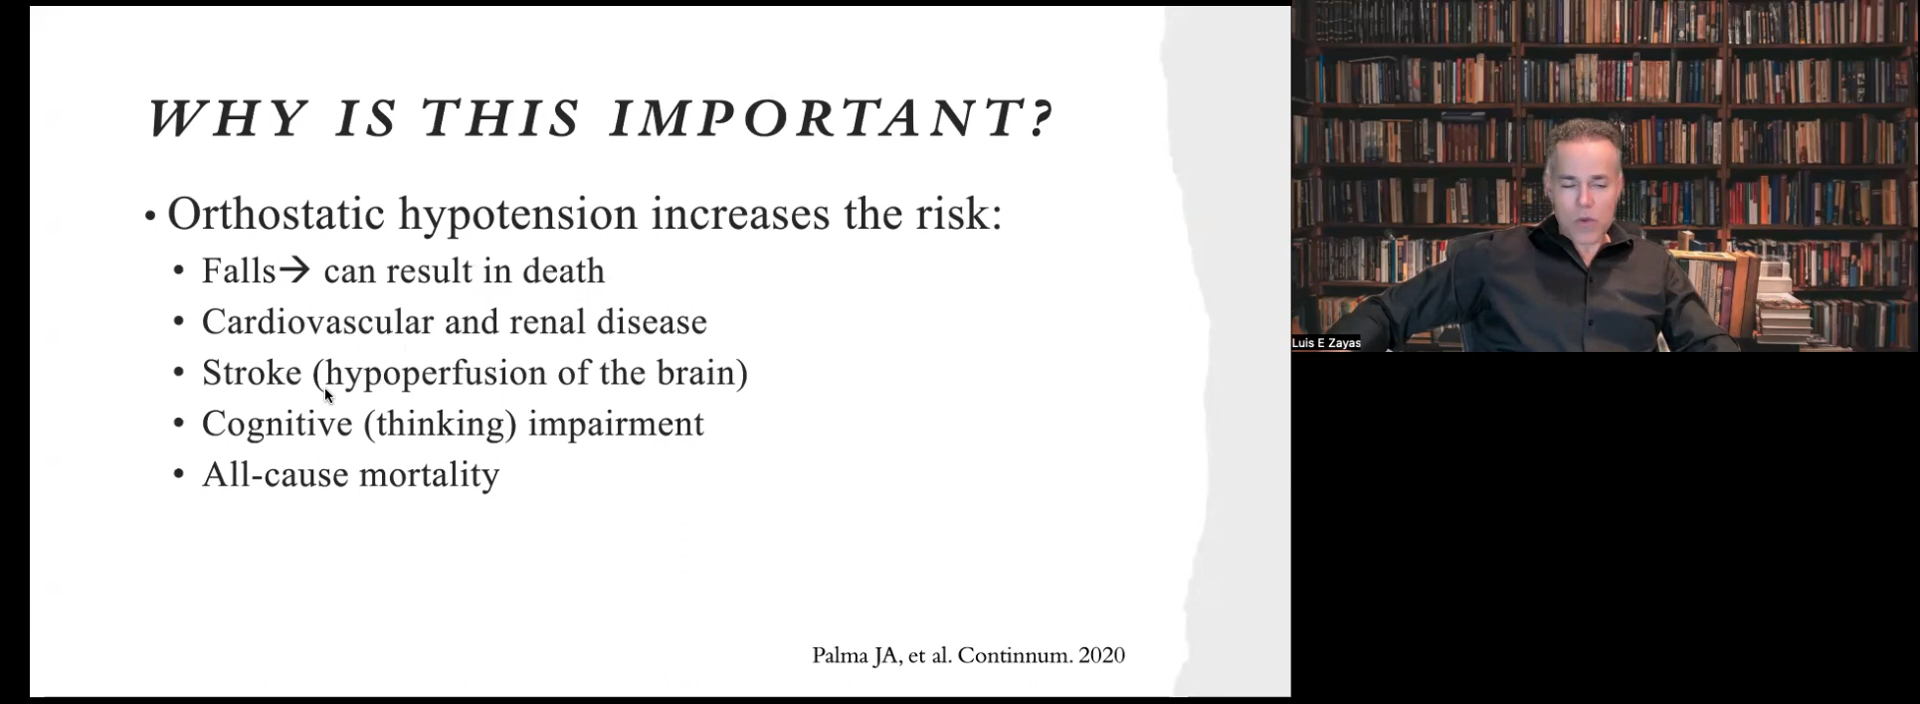 WHY IS THIS IMPORTANT?
• Orthostatic hypotension increases the risk:
• Falls→ can result in death
• Cardiovascular and renal disease
• Stroke (hypoperfusion of the brain)
• Cognitive (thinking) impairment
• All-cause mortality
Palma JA, et al. Continnum. 2020
Luis E Zayas